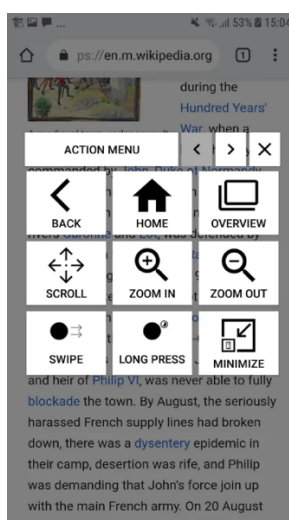 ... 53% 15:04
ps://en.m.wikipedia.org 1
during the
Hundred Years'
War, when a
ACTION MENU
commanded by John, Duke of Normandy
BACK HOME OVERVIEW
rivers Garonne and Lot, was defended by
SCROLL ZOOM IN ZOOM OUT
SWIPE LONG PRESS MINIMIZE
and heir of Philip VI, was never able to fully
blockade the town. By August, the seriously
harassed French supply lines had broken
down, there was a dysentery epidemic in
their camp, desertion was rife, and Philip
was demanding that John's force join up
with the main French army. On 20 August